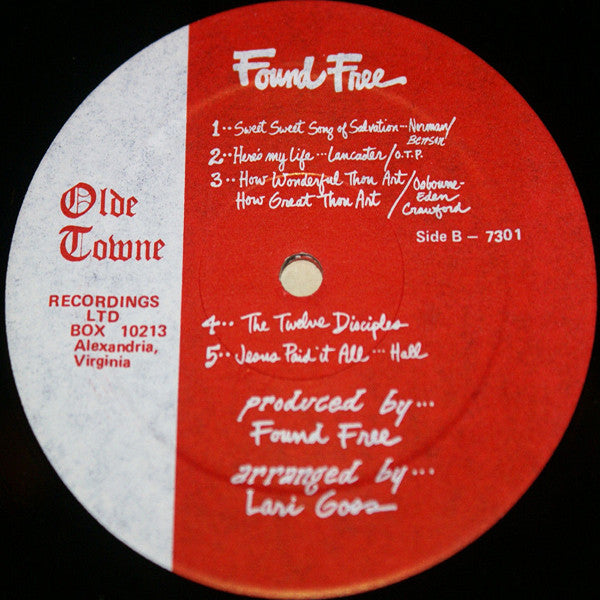 Found Free
1·· Sweet Sweet Song of Salvation··· Norman/
Benson
2·· Here's my Life ··· Lancaster/O.T.P.
3·· How Wonderful Thou Art/
How Great Thou Art
Osbourne-
Eden
Crawford
Side B – 7301
Olde
Towne
RECORDINGS
LTD
BOX 10213
Alexandria,
Virginia
4·· The Twelve Disciples
5·· Jesus Paid it All ··· Hall
produced by···
Found Free
arranged by···
Lari Goss